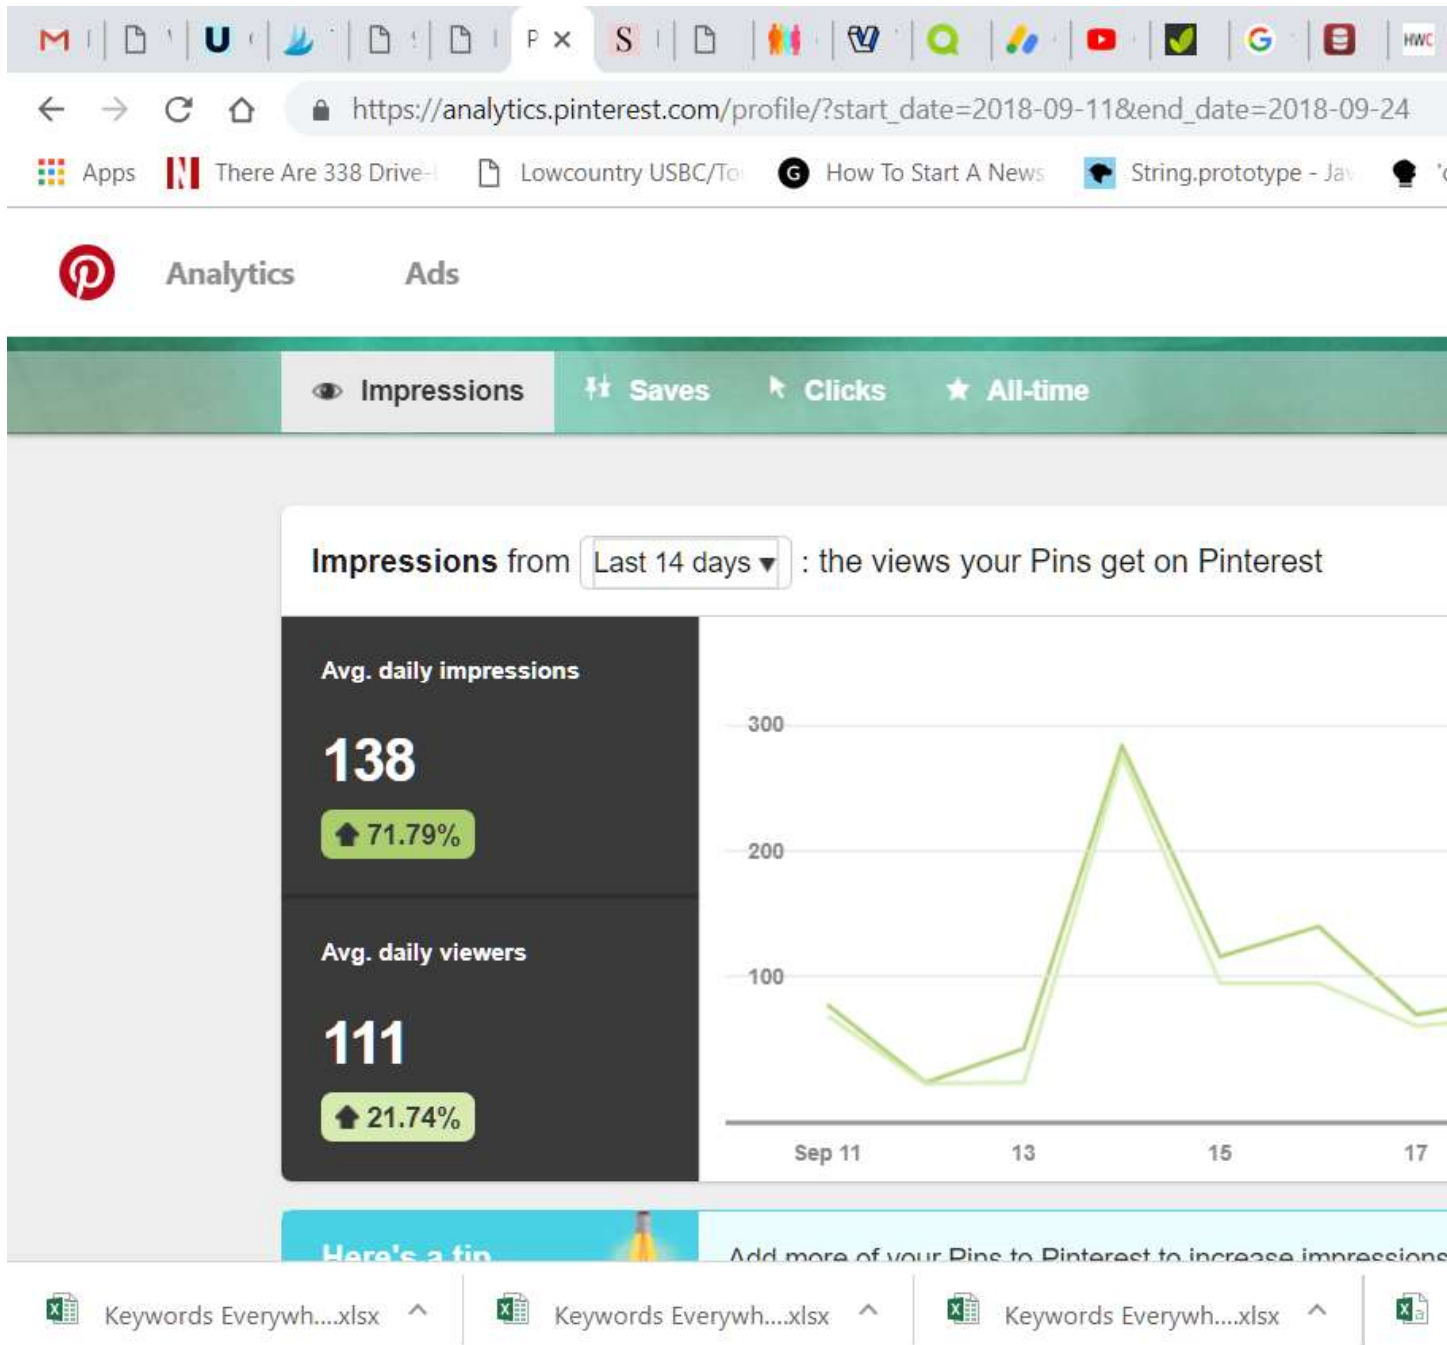 P
S
HWC
https://analytics.pinterest.com/profile/?start_date=2018-09-11&end_date=2018-09-24
Apps There Are 338 Drive- Lowcountry USBC/To How To Start A News String.prototype - Jav
Analytics Ads
Impressions Saves Clicks All-time
Impressions from Last 14 days ▾ : the views your Pins get on Pinterest
Avg. daily impressions
138
71.79%
Avg. daily viewers
111
21.74%
300
200
100
Sep 11 13 15 17
Here's a tip Add more of your Pins to Pinterest to increase impressions
Keywords Everywh....xlsx Keywords Everywh....xlsx Keywords Everywh....xlsx